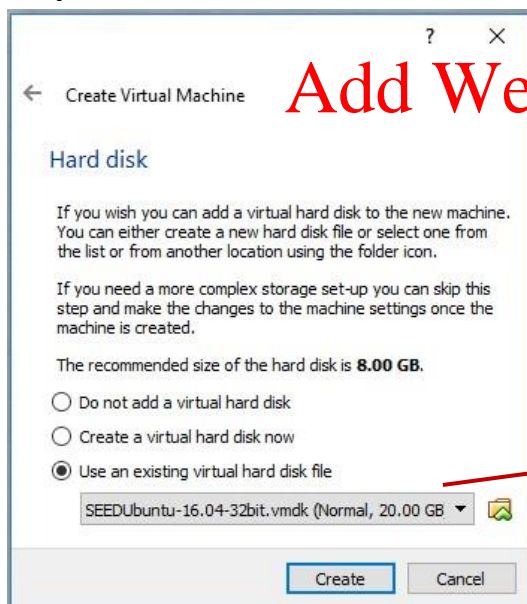 ?
Create Virtual Machine
Add We
Hard disk
If you wish you can add a virtual hard disk to the new machine.
You can either create a new hard disk file or select one from
the list or from another location using the folder icon.
If you need a more complex storage set-up you can skip this
step and make the changes to the machine settings once the
machine is created.
The recommended size of the hard disk is 8.00 GB.
Do not add a virtual hard disk
Create a virtual hard disk now
Use an existing virtual hard disk file
SEEDUbuntu-16.04-32bit.vmdk (Normal, 20.00 GB
Create
Cancel